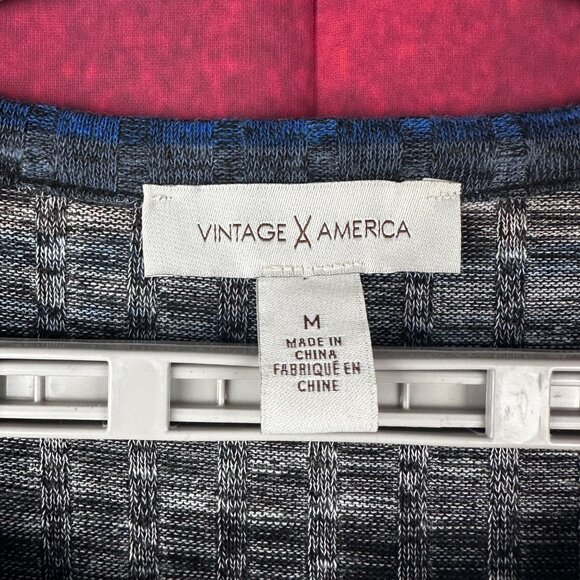 VINTAGE AMERICA
M
MADE IN
CHINA
FABRIQUÉ EN
CHINE